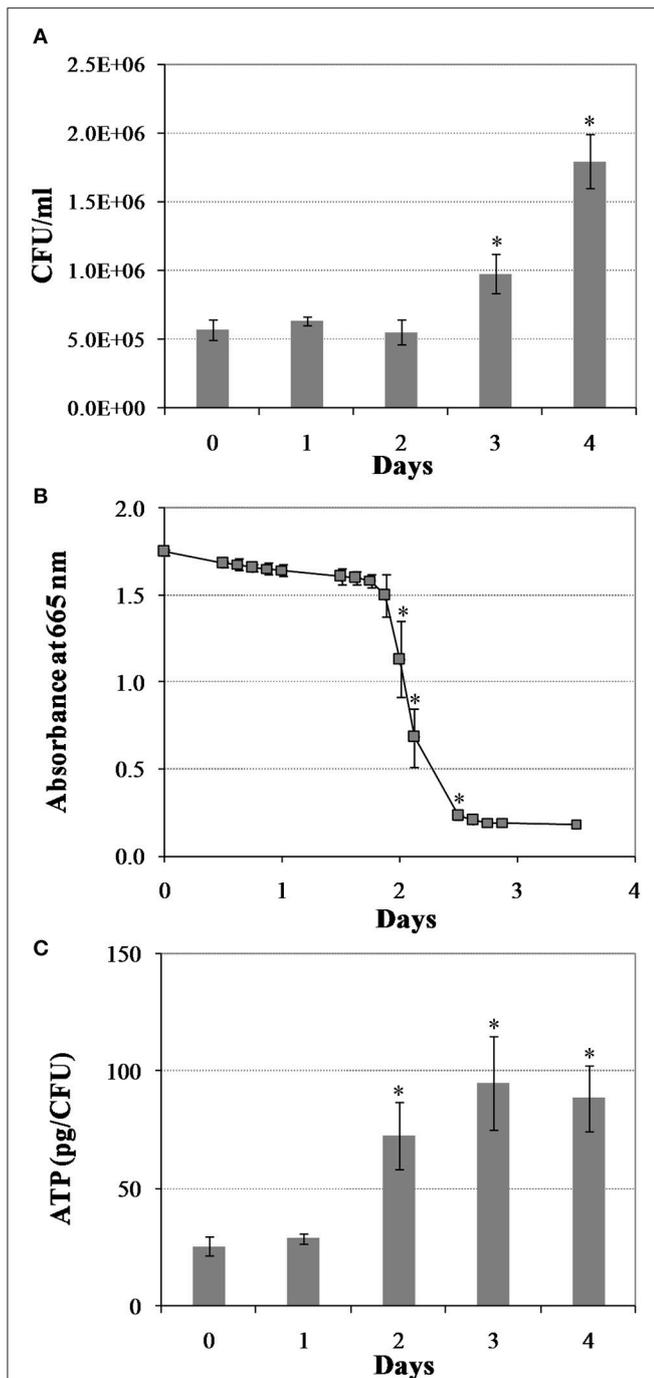 A
2.5E+06
2.0E+06
1.5E+06
1.0E+06
5.0E+05
0.0E+00
CFU/ml
*
*
0 1 2 3 4
Days
B
2.0
1.5
1.0
0.5
0.0
Absorbance at 665 nm
*
*
*
0 1 2 3 4
Days
C
150
100
50
0
ATP (pg/CFU)
*
*
*
0 1 2 3 4
Days